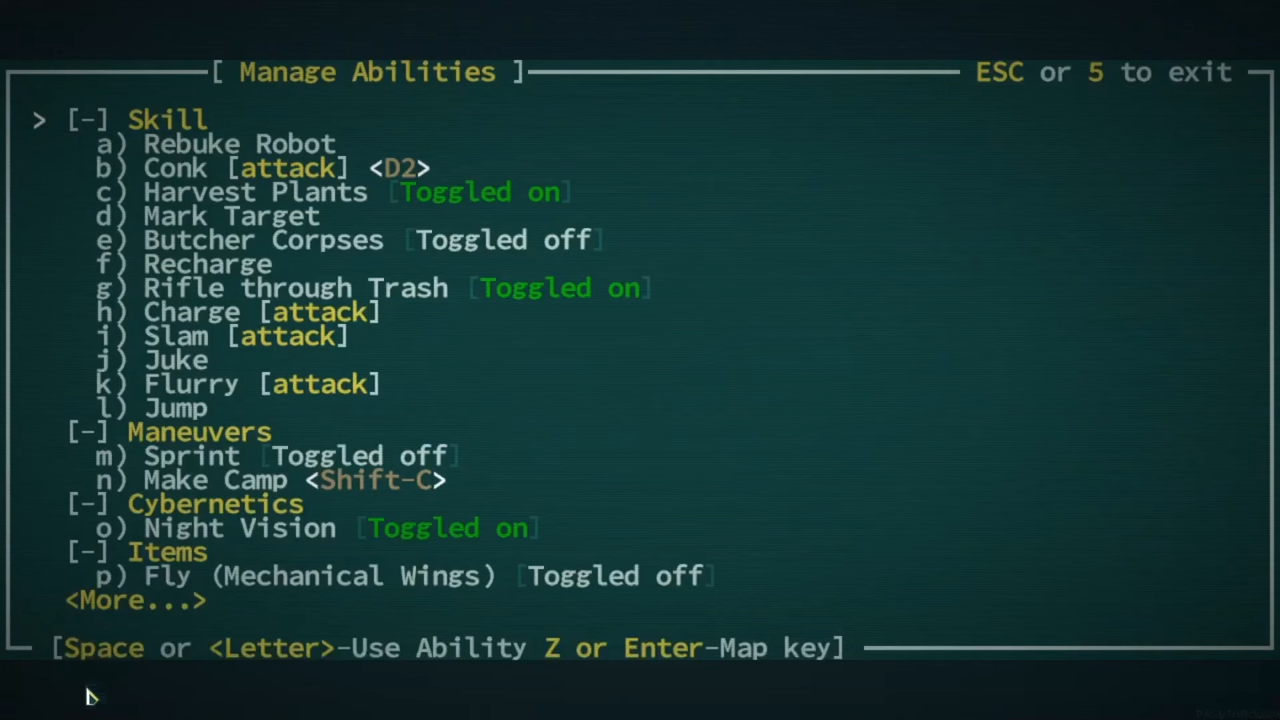 [ Manage Abilities ] ESC or 5 to exit
> [-] Skill
a) Rebuke Robot
b) Conk [attack] <D2>
c) Harvest Plants [Toggled on]
d) Mark Target
e) Butcher Corpses [Toggled off]
f) Recharge
g) Rifle through Trash [Toggled on]
h) Charge [attack]
i) Slam [attack]
j) Juke
k) Flurry [attack]
l) Jump
[-] Maneuvers
m) Sprint [Toggled off]
n) Make Camp <Shift-C>
[-] Cybernetics
o) Night Vision [Toggled on]
[-] Items
p) Fly (Mechanical Wings) [Toggled off]
<More...>
[Space or <Letter>-Use Ability Z or Enter-Map key]